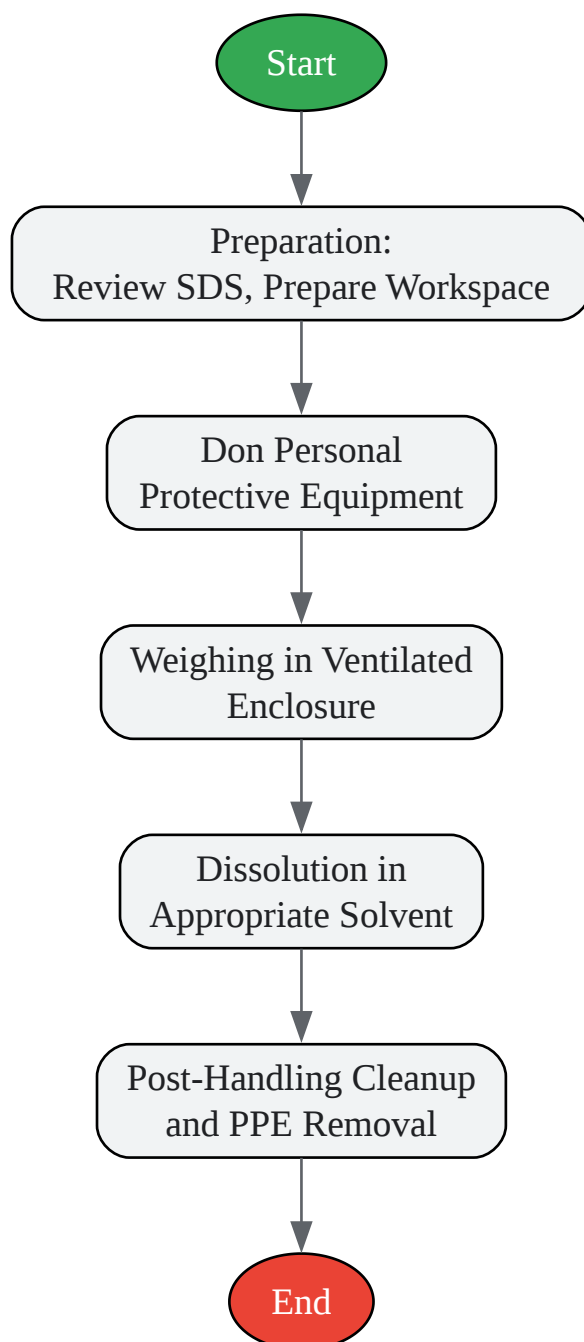 Start
Preparation:
Review SDS, Prepare Workspace
Don Personal
Protective Equipment
Weighing in Ventilated
Enclosure
Dissolution in
Appropriate Solvent
Post-Handling Cleanup
and PPE Removal
End